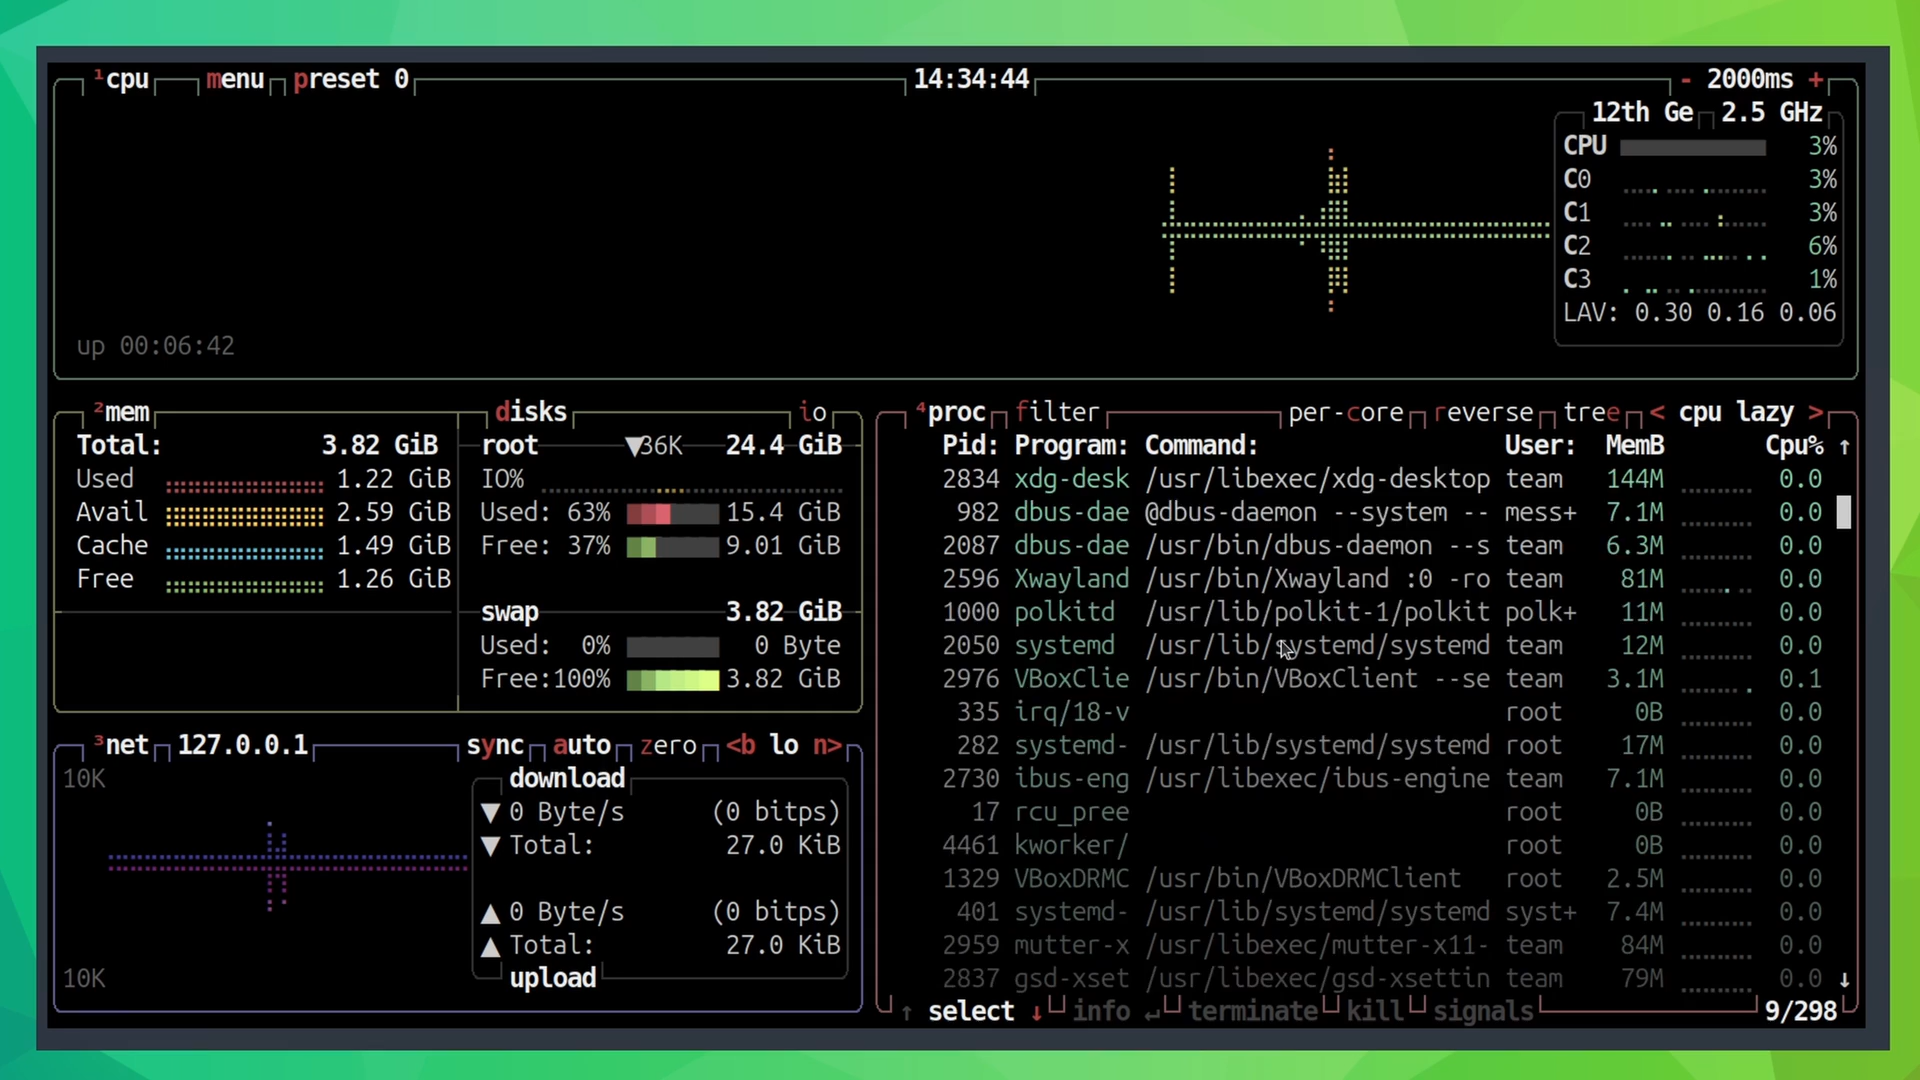 ¹cpu menu preset 0 14:34:44 - 2000ms +
12th Ge 2.5 GHz
CPU 3%
C0 3%
C1 3%
C2 6%
C3 1%
LAV: 0.30 0.16 0.06
up 00:06:42
²mem
Total: 3.82 GiB
Used 1.22 GiB
Avail 2.59 GiB
Cache 1.49 GiB
Free 1.26 GiB
disks io
root ▼36K 24.4 GiB
IO%
Used: 63% 15.4 GiB
Free: 37% 9.01 GiB
swap 3.82 GiB
Used: 0% 0 Byte
Free:100% 3.82 GiB
³net 127.0.0.1 sync auto zero <b lo n>
10K
10K
download
▼ 0 Byte/s (0 bitps)
▼ Total: 27.0 KiB
▲ 0 Byte/s (0 bitps)
▲ Total: 27.0 KiB
upload
⁴proc filter per-core reverse tree < cpu lazy >
Pid: Program: Command: User: MemB Cpu% ↑
2834 xdg-desk /usr/libexec/xdg-desktop team 144M 0.0
982 dbus-dae @dbus-daemon --system -- mess+ 7.1M 0.0
2087 dbus-dae /usr/bin/dbus-daemon --s team 6.3M 0.0
2596 Xwayland /usr/bin/Xwayland :0 -ro team 81M 0.0
1000 polkitd /usr/lib/polkit-1/polkit polk+ 11M 0.0
2050 systemd /usr/lib/systemd/systemd team 12M 0.0
2976 VBoxClie /usr/bin/VBoxClient --se team 3.1M 0.1
335 irq/18-v root 0B 0.0
282 systemd- /usr/lib/systemd/systemd root 17M 0.0
2730 ibus-eng /usr/libexec/ibus-engine team 7.1M 0.0
17 rcu_pree root 0B 0.0
4461 kworker/ root 0B 0.0
1329 VBoxDRMC /usr/bin/VBoxDRMClient root 2.5M 0.0
401 systemd- /usr/lib/systemd/systemd syst+ 7.4M 0.0
2959 mutter-x /usr/libexec/mutter-x11- team 84M 0.0
2837 gsd-xset /usr/libexec/gsd-xsettin team 79M 0.0 ↓
↑ select ↓ info ↵ terminate kill signals 9/298